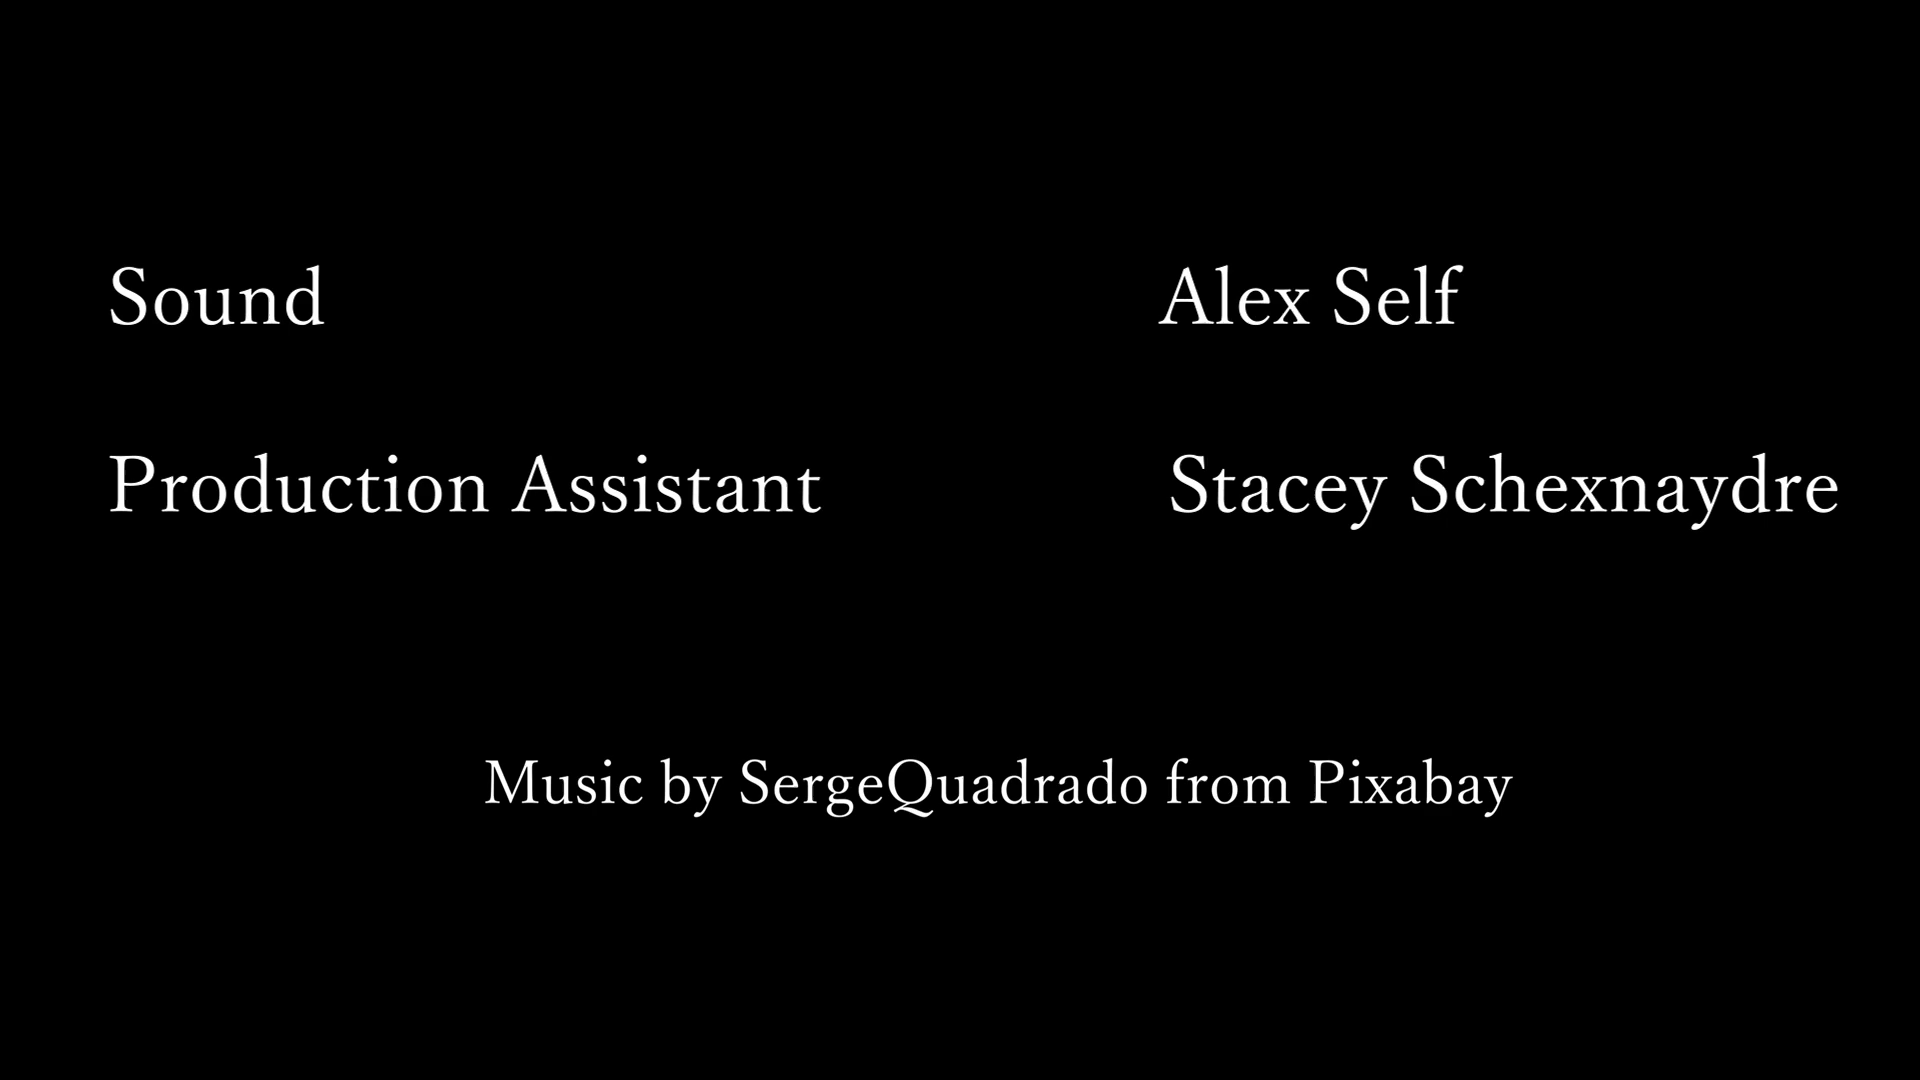 Sound Alex Self
Production Assistant Stacey Schexnaydre
Music by SergeQuadrado from Pixabay